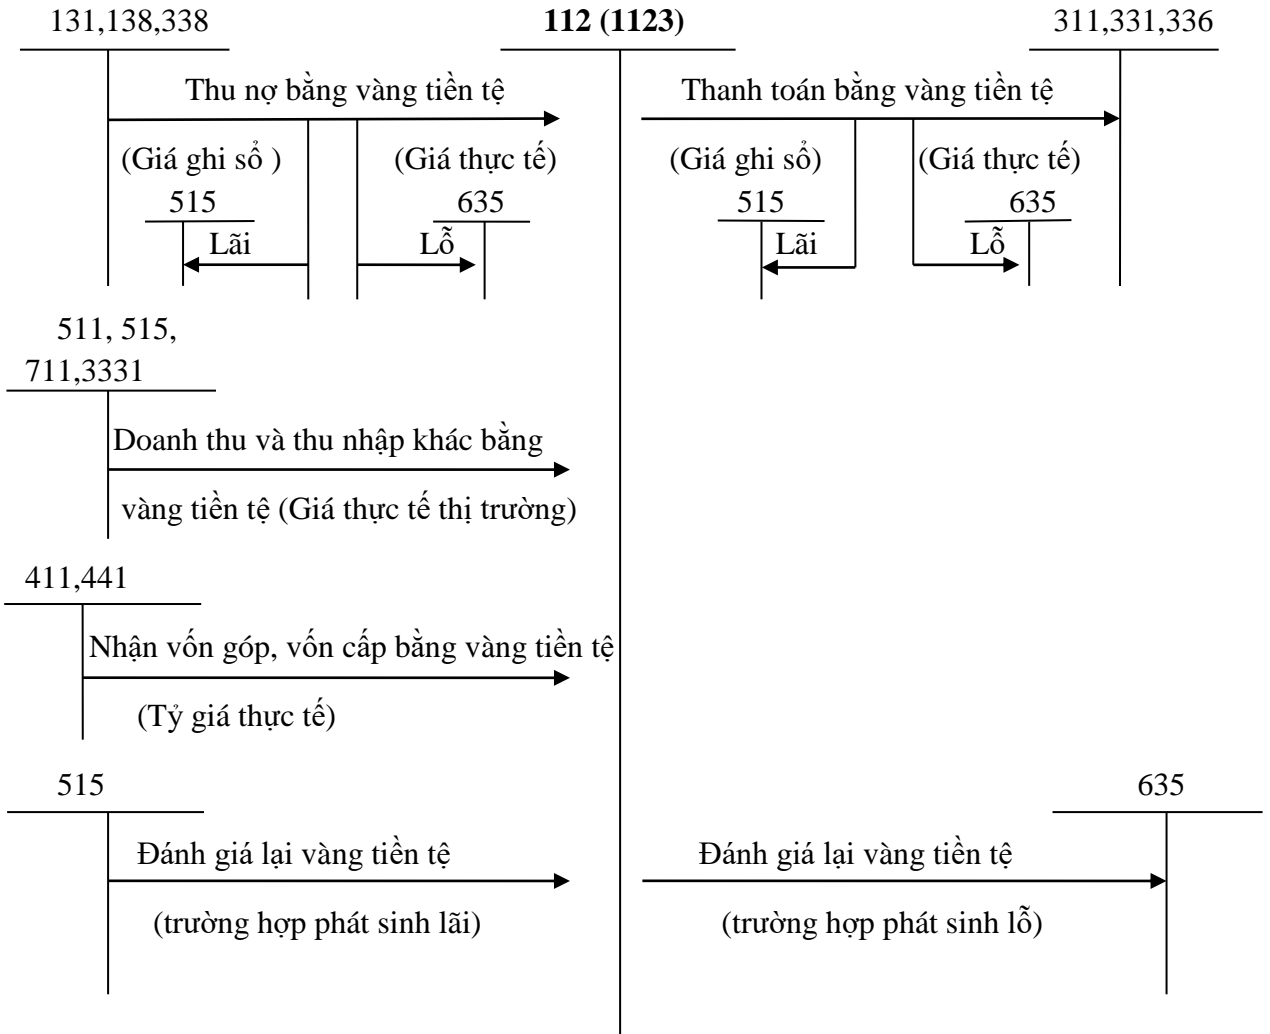 131,138,338
112 (1123)
311,331,336
Thu nợ bằng vàng tiền tệ
Thanh toán bằng vàng tiền tệ
(Giá ghi sổ )
(Giá thực tế)
(Giá ghi sổ)
(Giá thực tế)
515
635
515
635
Lãi
Lỗ
Lãi
Lỗ
511, 515,
711,3331
Doanh thu và thu nhập khác bằng
vàng tiền tệ (Giá thực tế thị trường)
411,441
Nhận vốn góp, vốn cấp bằng vàng tiền tệ
(Tỷ giá thực tế)
515
635
Đánh giá lại vàng tiền tệ
Đánh giá lại vàng tiền tệ
(trường hợp phát sinh lãi)
(trường hợp phát sinh lỗ)